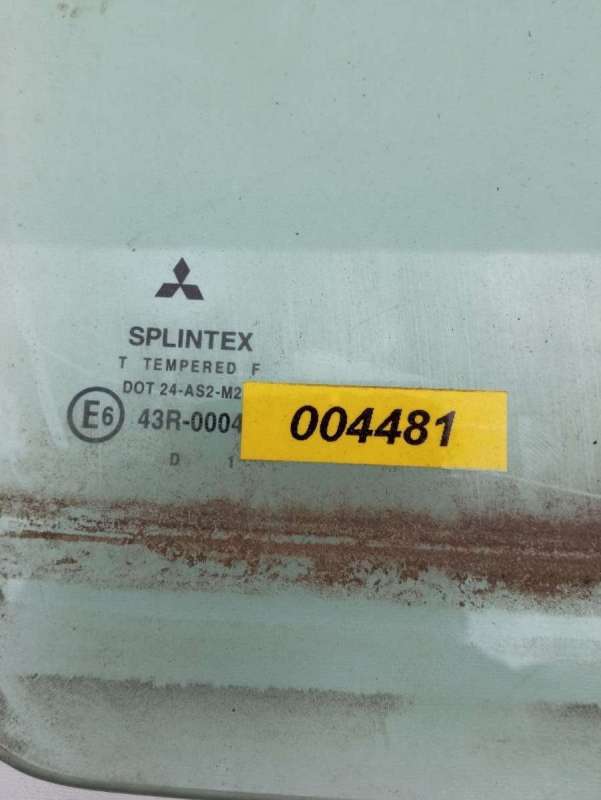 SPLINTEX
T TEMPERED F
DOT 24-AS2-M2
E6 43R-0004
004481
D 1